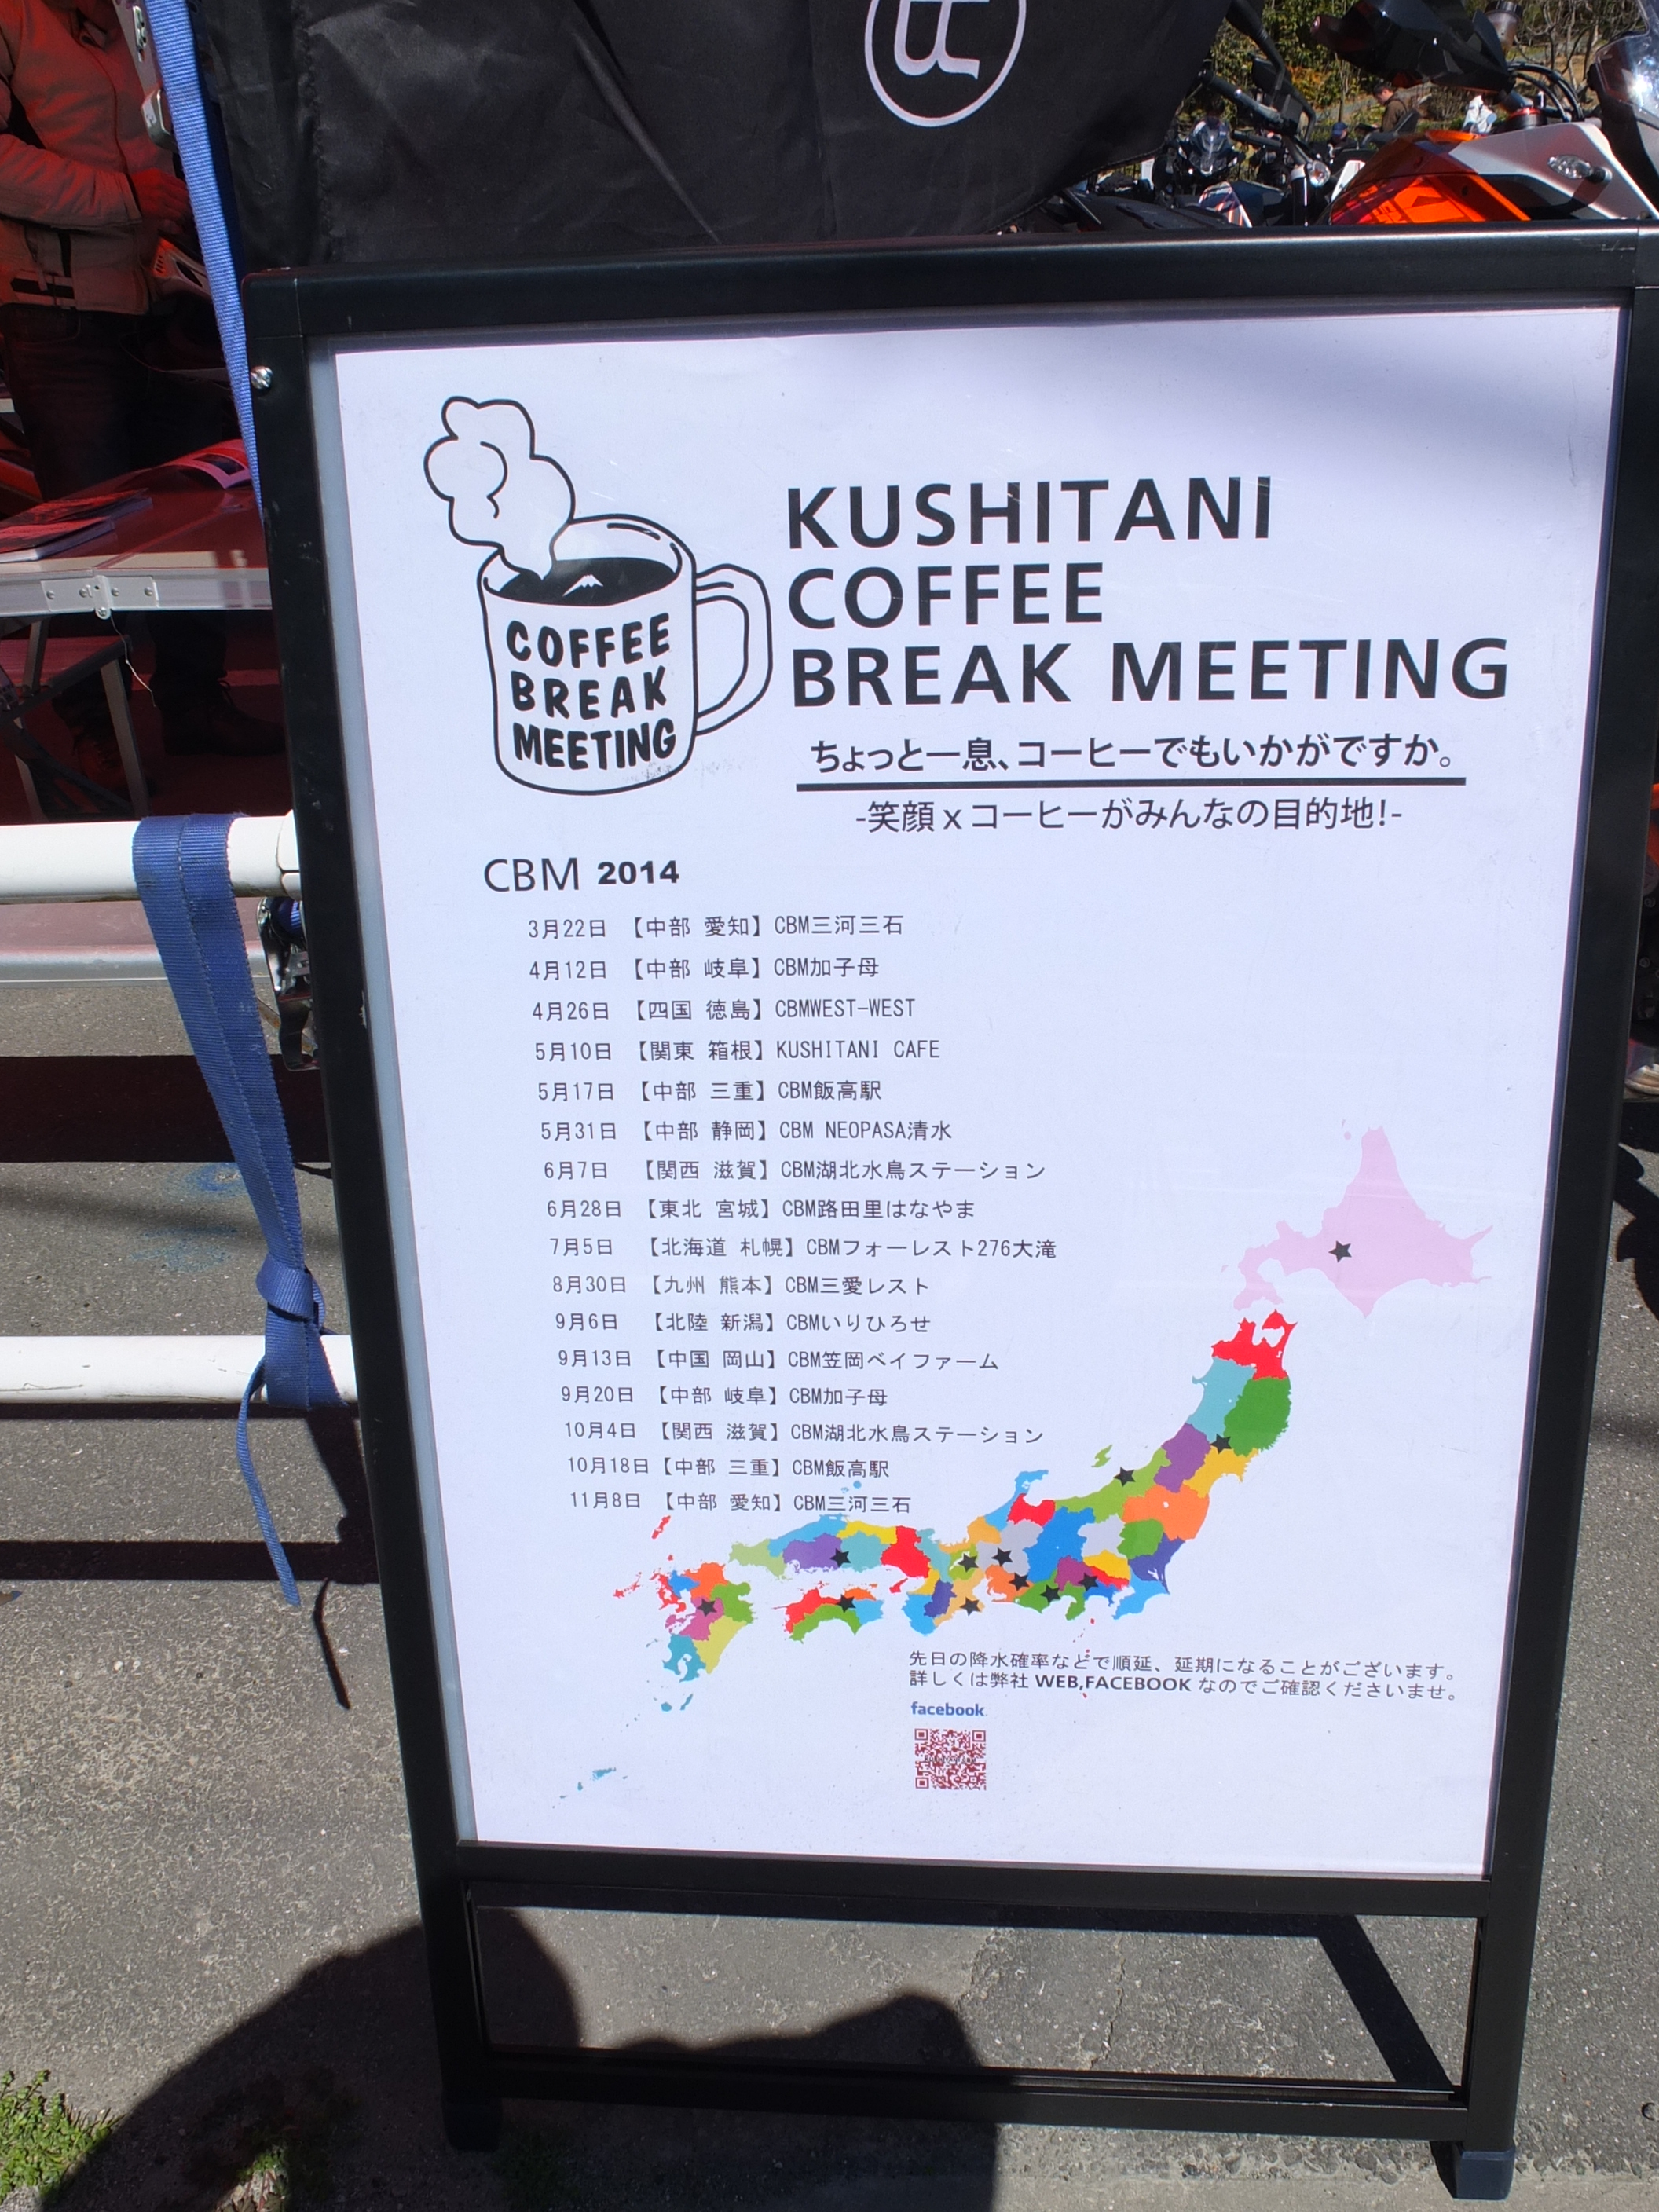 KUSHITANI
COFFEE
BREAK MEETING
COFFEE
BREAK
MEETING
ちょっと一息、コーヒーでもいかがですか。
-笑顔 x コーヒーがみんなの目的地!-
CBM 2014
3月22日 【中部 愛知】CBM三河三石
4月12日 【中部 岐阜】CBM加子母
4月26日 【四国 徳島】CBMWEST-WEST
5月10日 【関東 箱根】KUSHITANI CAFE
5月17日 【中部 三重】CBM飯高駅
5月31日 【中部 静岡】CBM NEOPASA清水
6月7日 【関西 滋賀】CBM湖北水鳥ステーション
6月28日 【東北 宮城】CBM路田里はなやま
7月5日 【北海道 札幌】CBMフォーレスト276大滝
8月30日 【九州 熊本】CBM三愛レスト
9月6日 【北陸 新潟】CBMいりひろせ
9月13日 【中国 岡山】CBM笠岡ベイファーム
9月20日 【中部 岐阜】CBM加子母
10月4日 【関西 滋賀】CBM湖北水鳥ステーション
10月18日【中部 三重】CBM飯高駅
11月8日 【中部 愛知】CBM三河三石
先日の降水確率などで順延、延期になることがございます。
詳しくは弊社 WEB,FACEBOOK なのでご確認くださいませ。
facebook